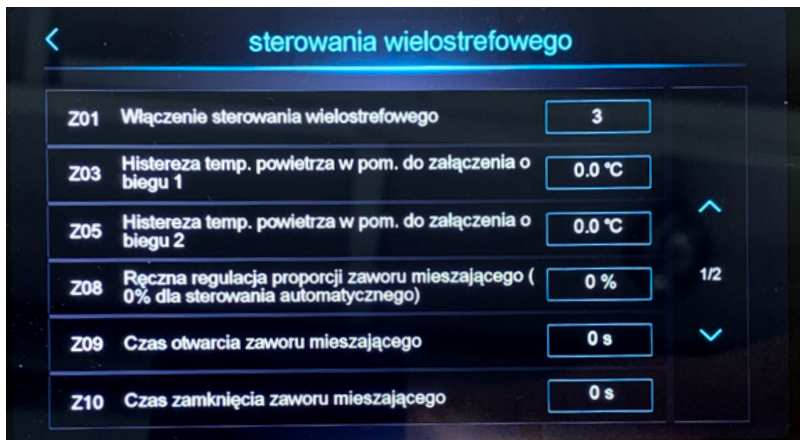 sterowania wielostrefowego
Z01 Włączenie sterowania wielostrefowego 3
Z03 Histereza temp. powietrza w pom. do załączenia o
biegu 1 0.0 ℃
Z05 Histereza temp. powietrza w pom. do załączenia o
biegu 2 0.0 ℃
Z08 Ręczna regulacja proporcji zaworu mieszającego (
0% dla sterowania automatycznego) 0 %
1/2
Z09 Czas otwarcia zaworu mieszającego 0 s
Z10 Czas zamknięcia zaworu mieszającego 0 s